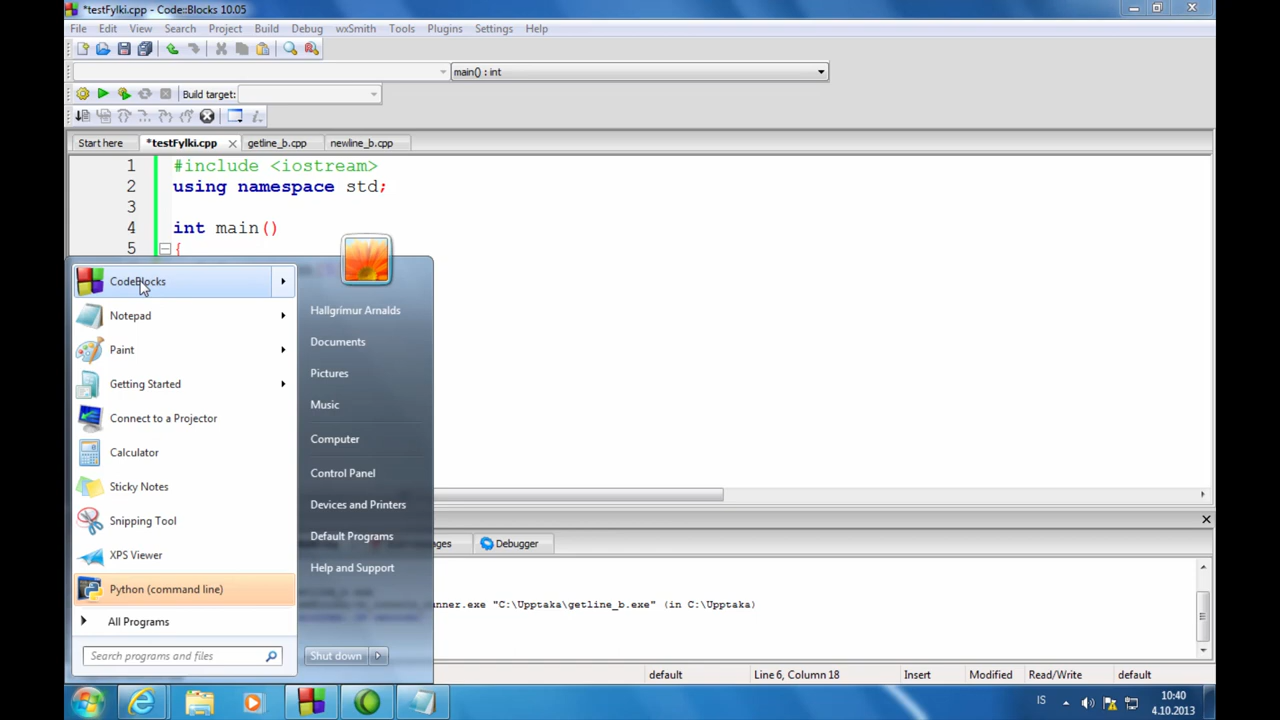 *testFylki.cpp - Code::Blocks 10.05
File Edit View Search Project Build Debug wxSmith Tools Plugins Settings Help
main() : int
Build target:
Start here *testFylki.cpp getline_b.cpp newline_b.cpp
1 #include <iostream>
2 using namespace std;
3
4 int main()
5 {
CodeBlocks
Notepad
Paint
Getting Started
Connect to a Projector
Calculator
Sticky Notes
Snipping Tool
XPS Viewer
Python (command line)
All Programs
Search programs and files
Hallgrimur Arnalds
Documents
Pictures
Music
Computer
Control Panel
Devices and Printers
Default Programs
Help and Support
Shut down
Debugger
"C:\Upptaka\getline_b.exe" (in C:\Upptaka)
default Line 6, Column 18 Insert Modified Read/Write default
IS
10:40
4.10.2013